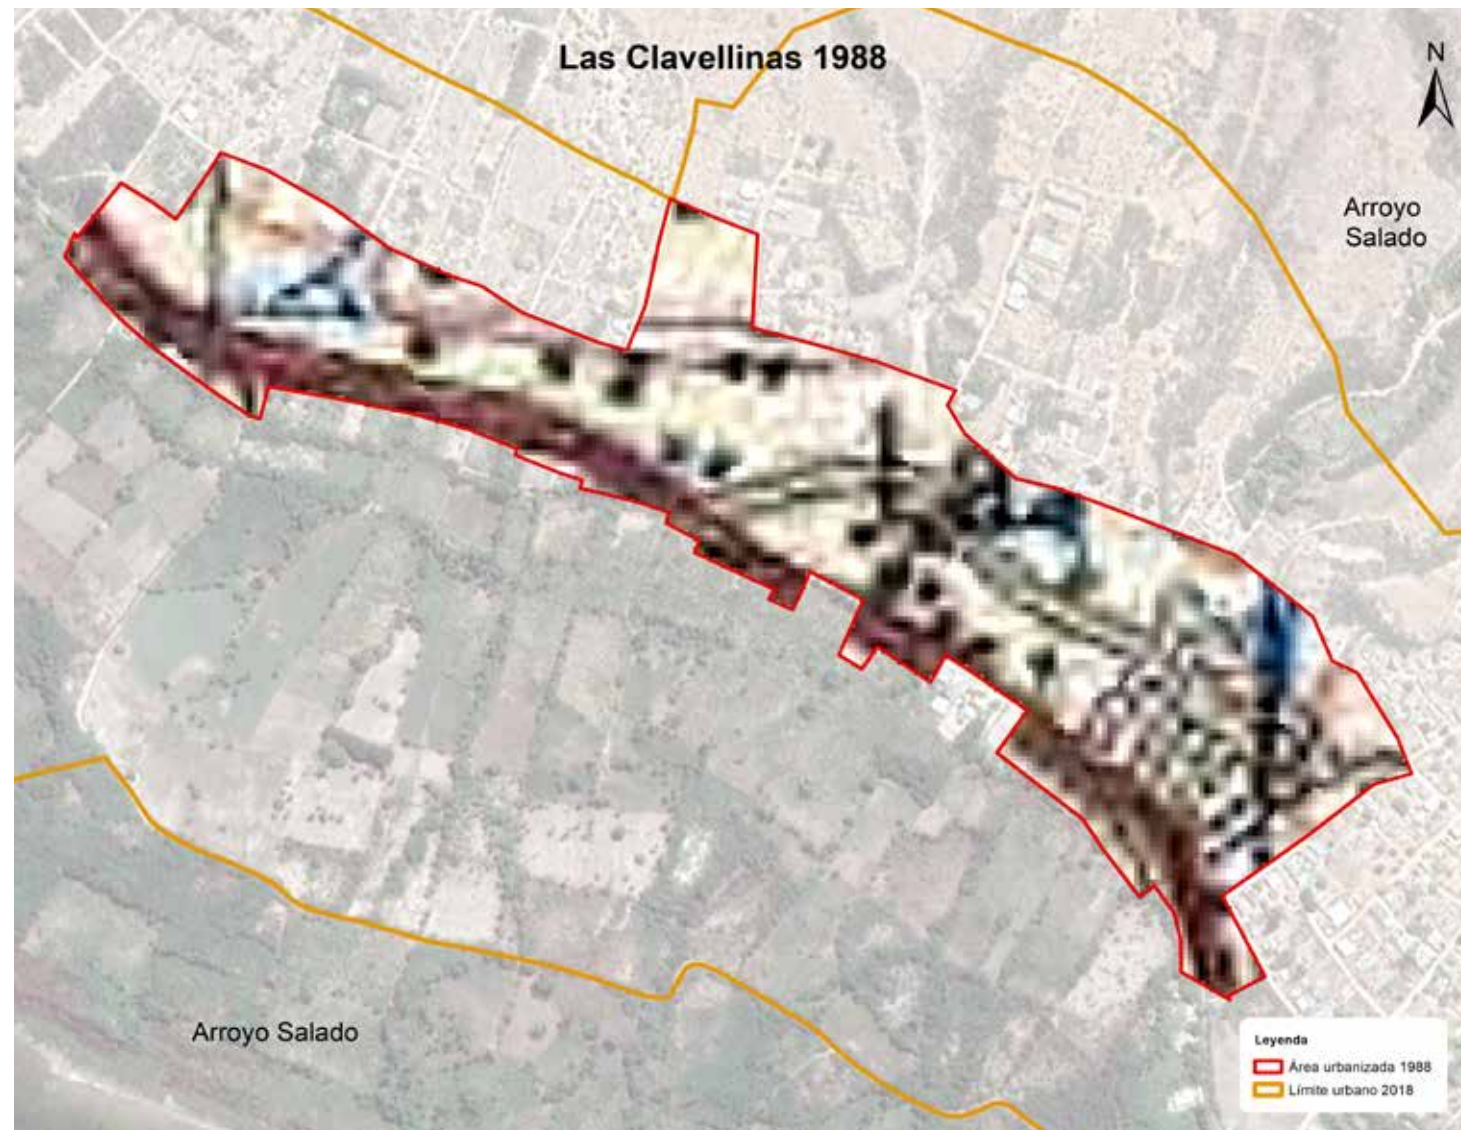 Las Clavellinas 1988
N
Arroyo
Salado
Arroyo Salado
Leyenda
Área urbanizada 1988
Límite urbano 2018